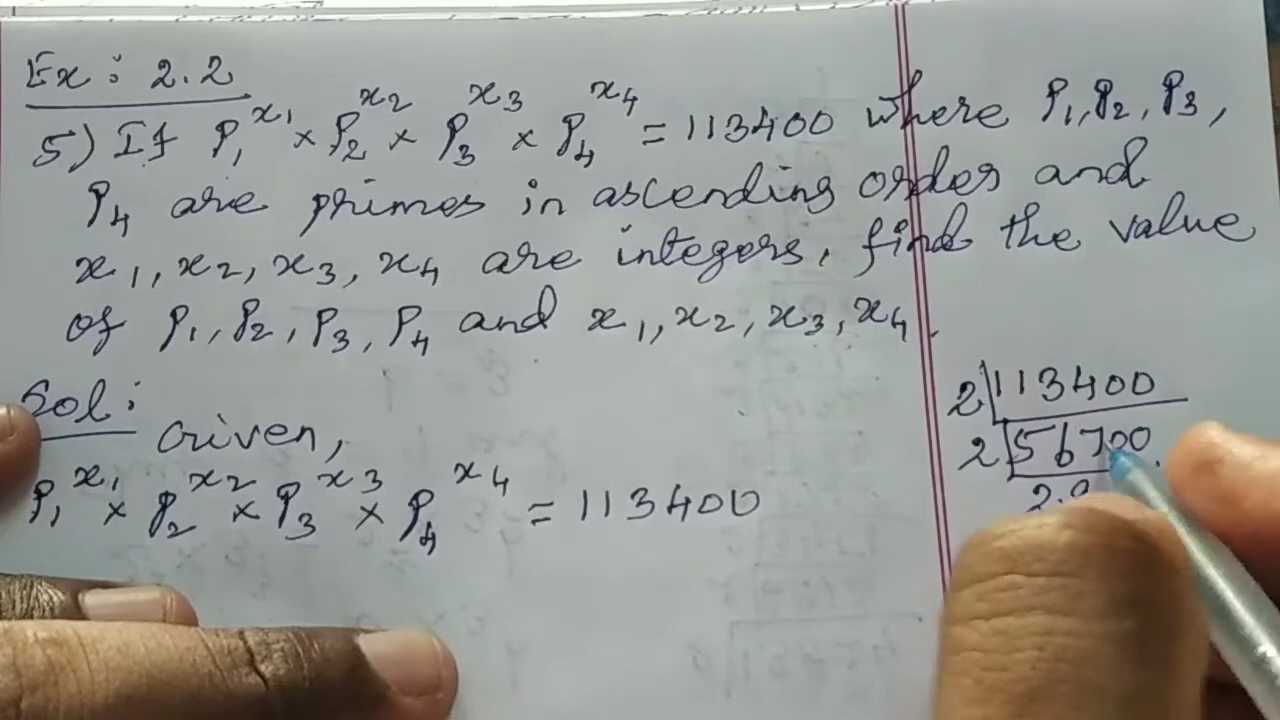 Ex: 2.2
5) If P₁^x₁ × P₂^x₂ × P₃^x₃ × P₄^x₄ = 113400 where P₁, P₂, P₃,
P₄ are primes in ascending order and
x₁, x₂, x₃, x₄ are integers, find the value
of P₁, P₂, P₃, P₄ and x₁, x₂, x₃, x₄.
Sol:
Given,
P₁^x₁ × P₂^x₂ × P₃^x₃ × P₄^x₄ = 113400
2|113400
2|56700
28